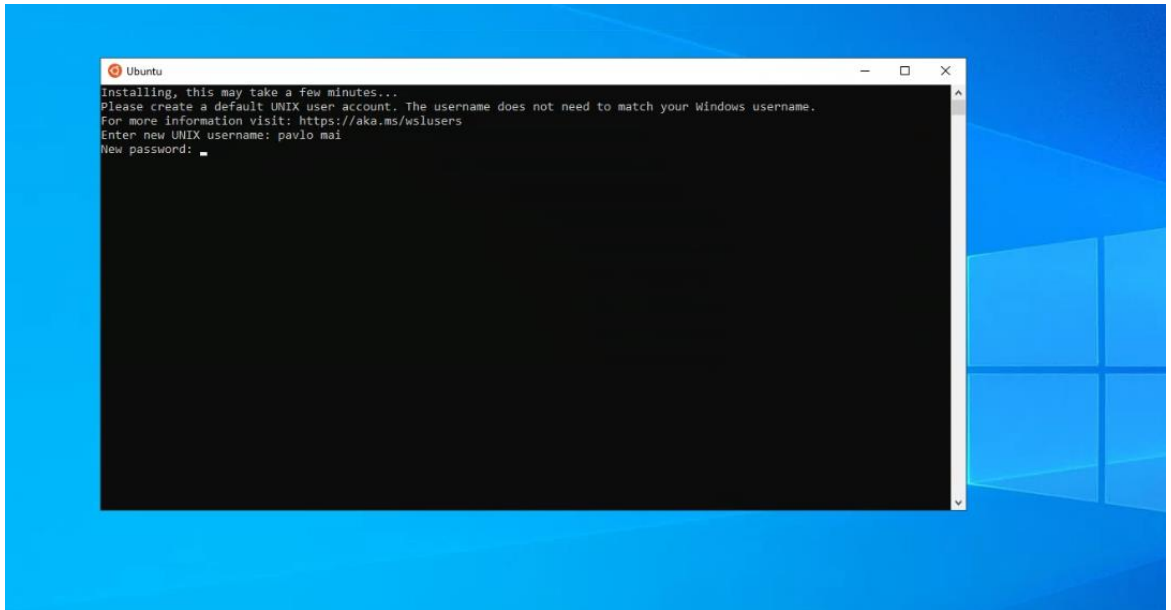 Ubuntu
Installing, this may take a few minutes...
Please create a default UNIX user account. The username does not need to match your Windows username.
For more information visit: https://aka.ms/wslusers
Enter new UNIX username: pavlo mai
New password: